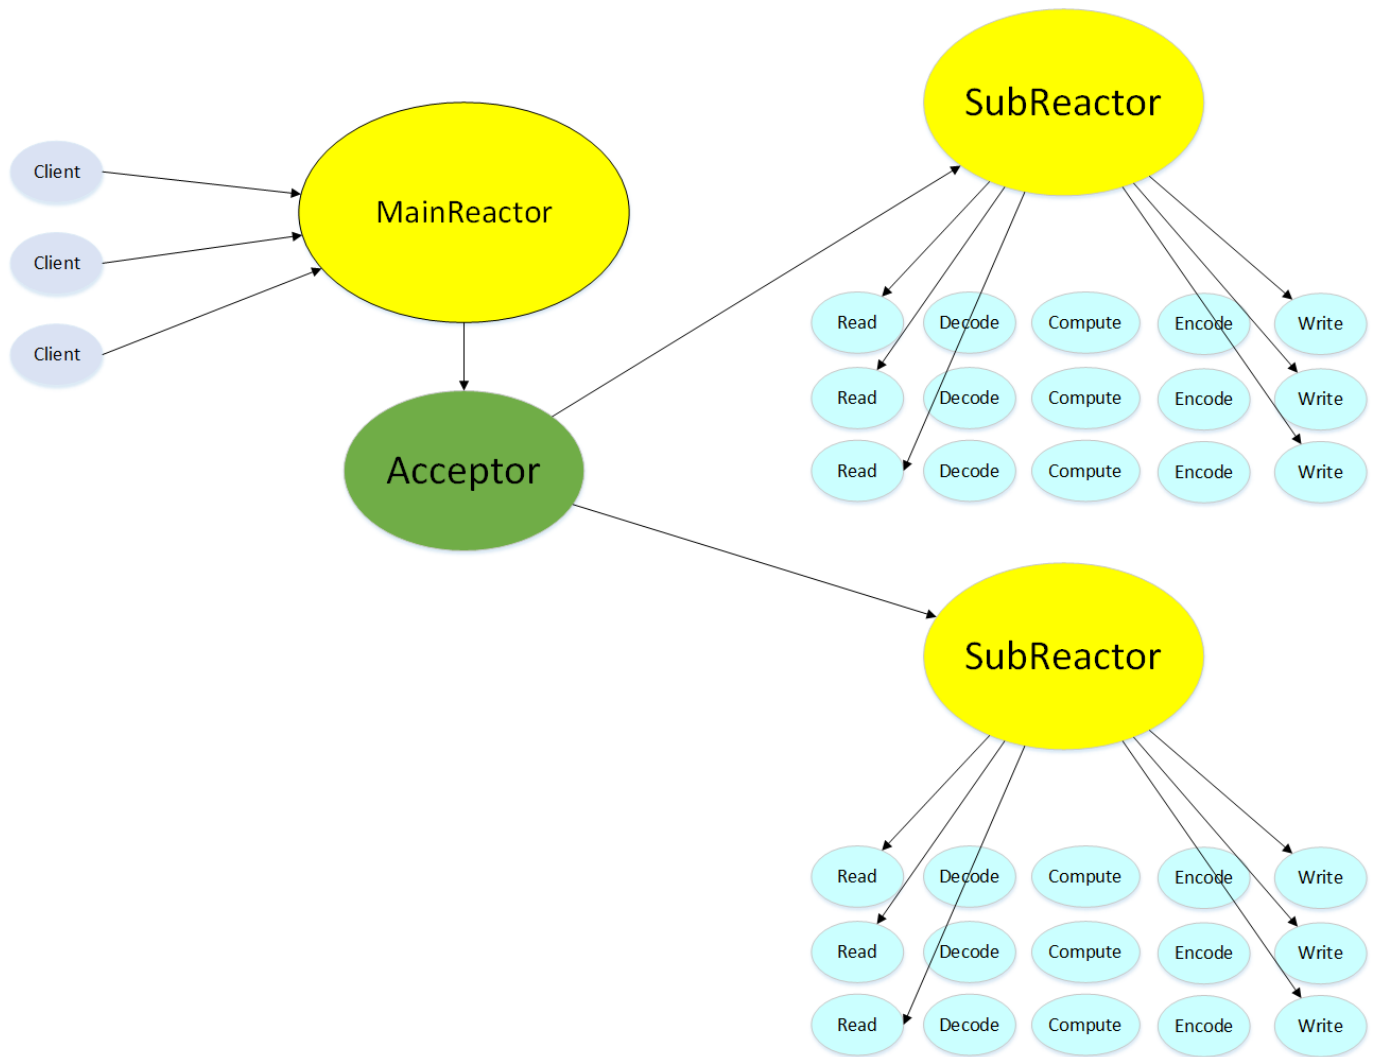 Client
Client
Client
MainReactor
Acceptor
SubReactor
Read Decode Compute Encode Write
Read Decode Compute Encode Write
Read Decode Compute Encode Write
SubReactor
Read Decode Compute Encode Write
Read Decode Compute Encode Write
Read Decode Compute Encode Write